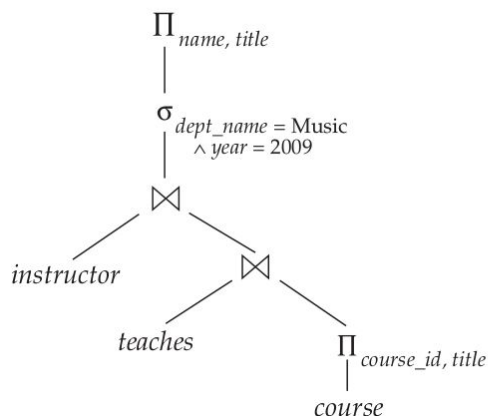 Π name, title
σ dept_name = Music
∧ year = 2009
⋈
instructor
⋈
teaches
Π course_id, title
course